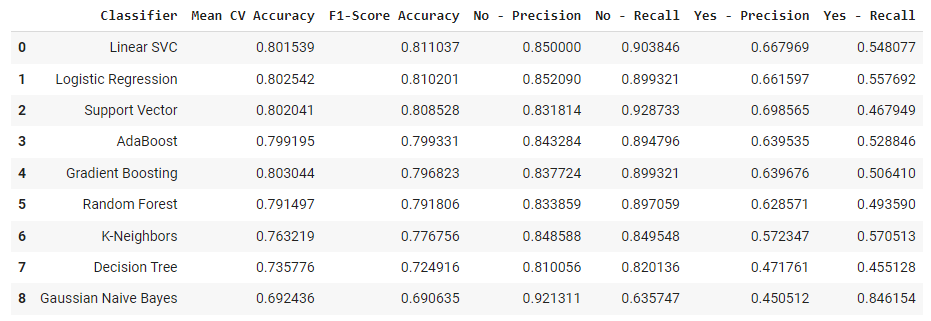 Classifier Mean CV Accuracy F1-Score Accuracy No - Precision No - Recall Yes - Precision Yes - Recall
0 Linear SVC 0.801539 0.811037 0.850000 0.903846 0.667969 0.548077
1 Logistic Regression 0.802542 0.810201 0.852090 0.899321 0.661597 0.557692
2 Support Vector 0.802041 0.808528 0.831814 0.928733 0.698565 0.467949
3 AdaBoost 0.799195 0.799331 0.843284 0.894796 0.639535 0.528846
4 Gradient Boosting 0.803044 0.796823 0.837724 0.899321 0.639676 0.506410
5 Random Forest 0.791497 0.791806 0.833859 0.897059 0.628571 0.493590
6 K-Neighbors 0.763219 0.776756 0.848588 0.849548 0.572347 0.570513
7 Decision Tree 0.735776 0.724916 0.810056 0.820136 0.471761 0.455128
8 Gaussian Naive Bayes 0.692436 0.690635 0.921311 0.635747 0.450512 0.846154